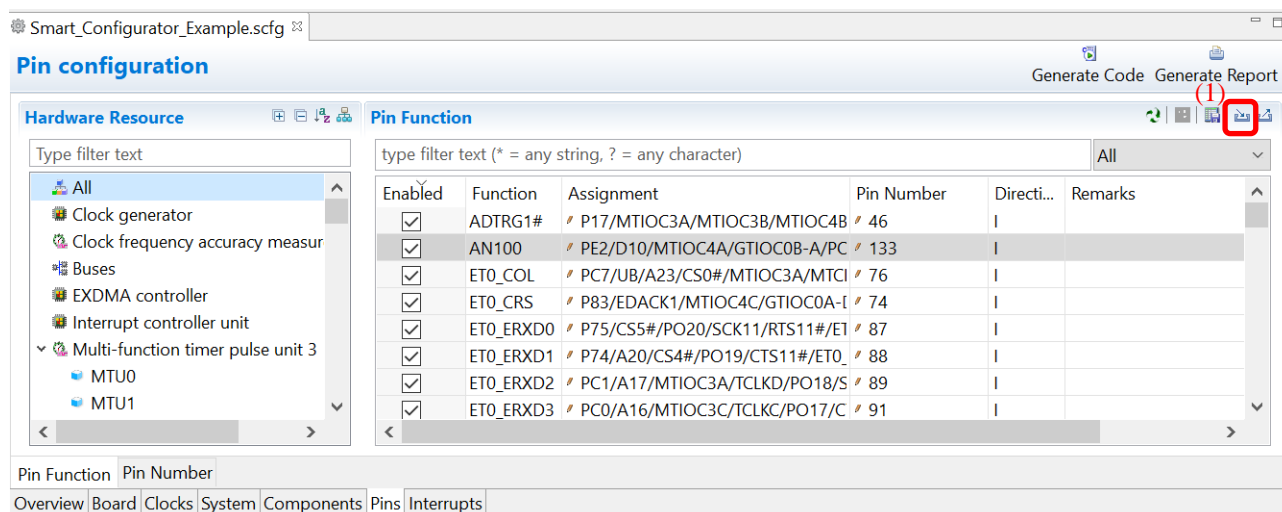 Smart_Configurator_Example.scfg
Pin configuration
Generate Code Generate Report
(1)
Hardware Resource
Pin Function
Type filter text
type filter text (* = any string, ? = any character)
All
All
Clock generator
Clock frequency accuracy measur
Buses
EXDMA controller
Interrupt controller unit
Multi-function timer pulse unit 3
MTU0
MTU1
Enabled Function Assignment Pin Number Directi... Remarks
ADTRG1# P17/MTIOC3A/MTIOC3B/MTIOC4B 46 I
AN100 PE2/D10/MTIOC4A/GTIOC0B-A/PO 133 I
ET0_COL PC7/UB/A23/CS0#/MTIOC3A/MTCI 76 I
ET0_CRS P83/EDACK1/MTIOC4C/GTIOC0A-[ 74 I
ET0_ERXD0 P75/CS5#/PO20/SCK11/RTS11#/ET 87 I
ET0_ERXD1 P74/A20/CS4#/PO19/CTS11#/ET0_ 88 I
ET0_ERXD2 PC1/A17/MTIOC3A/TCLKD/PO18/S 89 I
ET0_ERXD3 PC0/A16/MTIOC3C/TCLKC/PO17/C 91 I
Pin Function Pin Number
Overview Board Clocks System Components Pins Interrupts